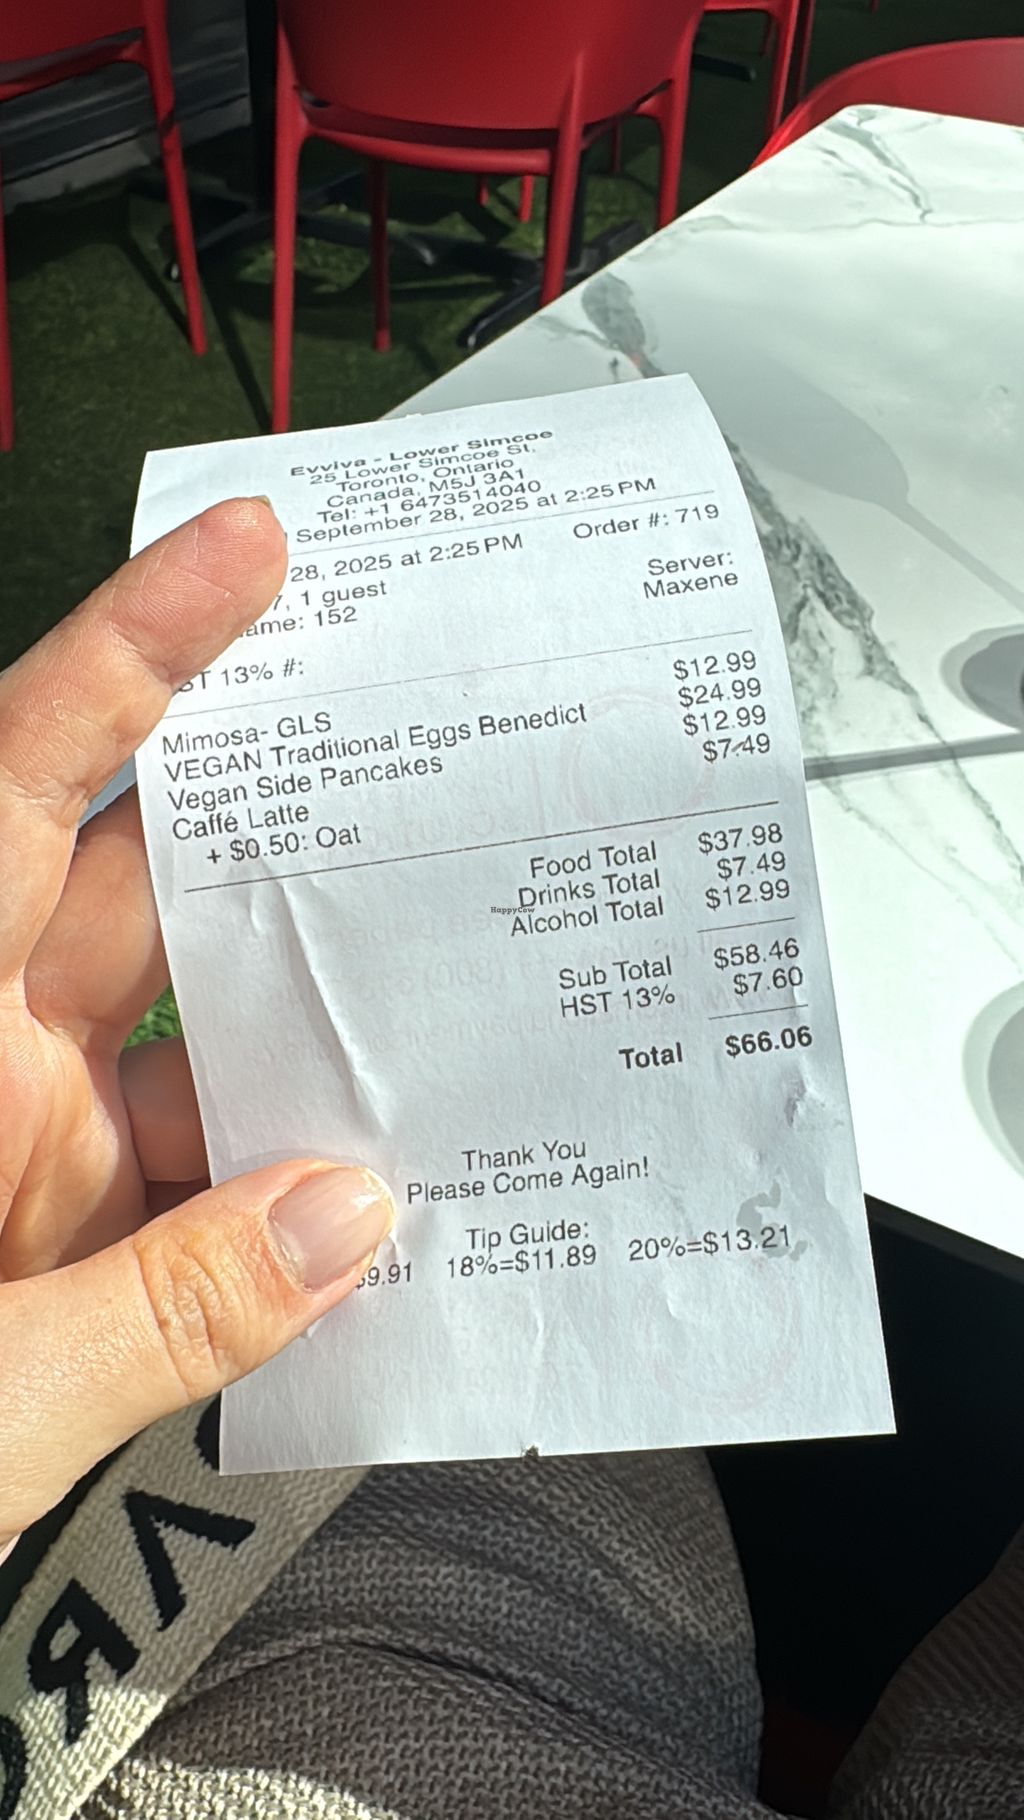 Evviva - Lower Simcoe
25 Lower Simcoe St.
Toronto, Ontario
Canada, M5J 3A1
Tel: +1 6473514040
September 28, 2025 at 2:25 PM
28, 2025 at 2:25 PM Order #: 719
7, 1 guest Server:
ame: 152 Maxene
ST 13% #:
Mimosa- GLS $12.99
VEGAN Traditional Eggs Benedict $24.99
Vegan Side Pancakes $12.99
Caffé Latte $7.49
+ $0.50: Oat
Food Total $37.98
Drinks Total $7.49
Alcohol Total $12.99
Sub Total $58.46
HST 13% $7.60
Total $66.06
Thank You
Please Come Again!
Tip Guide:
$9.91 18%=$11.89 20%=$13.21
HappyCow